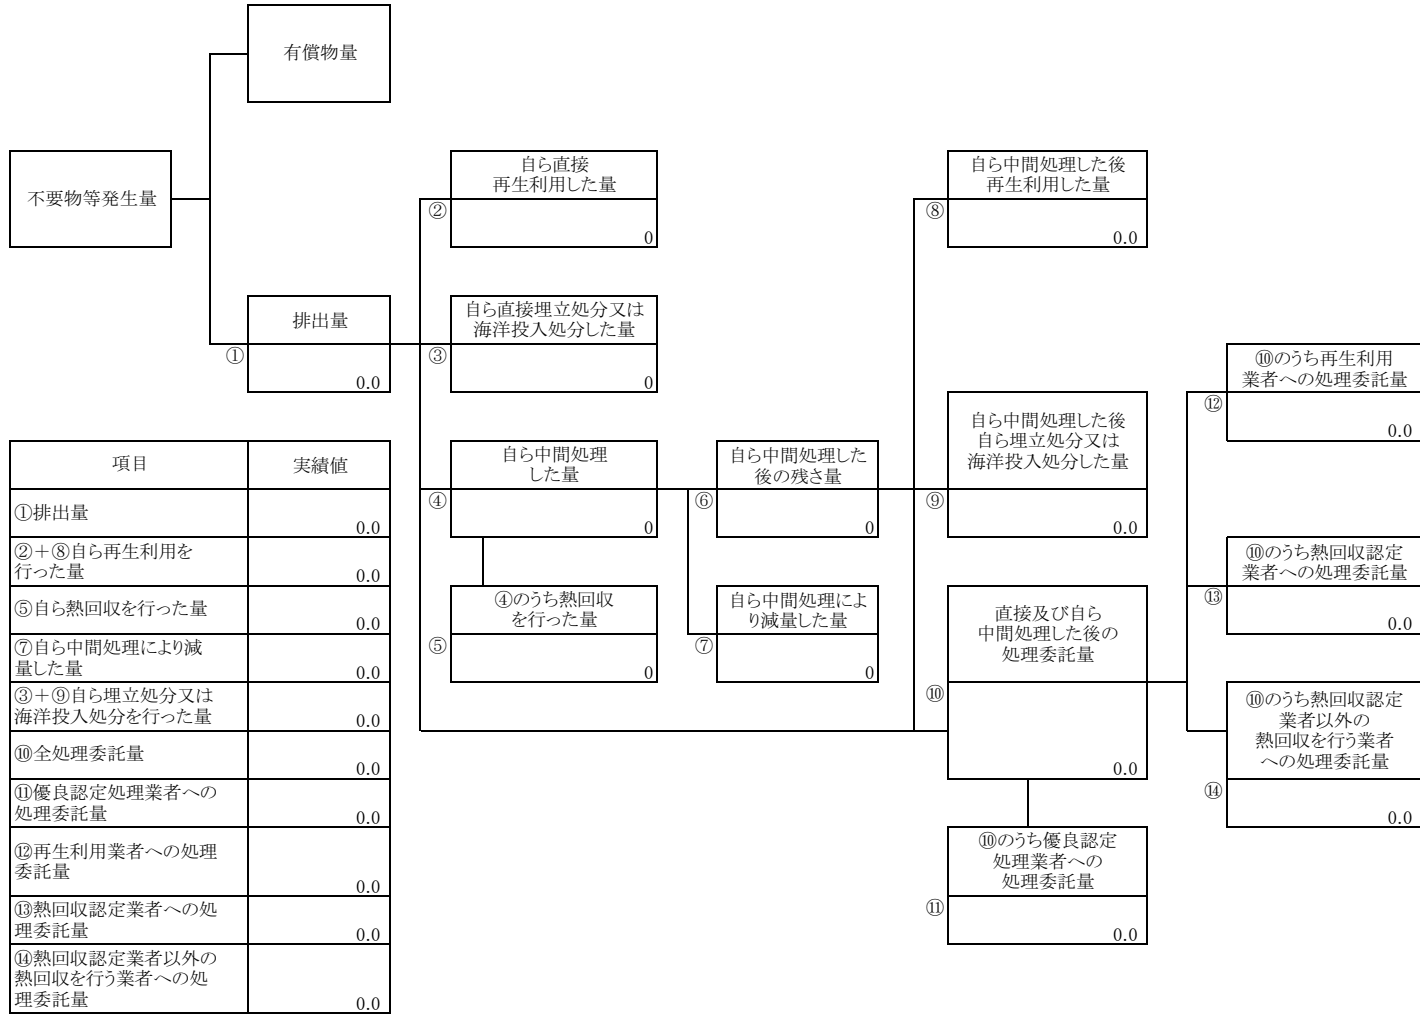 有償物量
不要物等発生量
排出量
①
0.0
自ら直接
再生利用した量
②
0
自ら直接埋立処分又は
海洋投入処分した量
③
0
自ら中間処理
した量
④
0
④のうち熱回収
を行った量
⑤
0
自ら中間処理した
後の残さ量
⑥
0
自ら中間処理によ
り減量した量
⑦
0
自ら中間処理した後
再生利用した量
⑧
0.0
自ら中間処理した後
自ら埋立処分又は
海洋投入処分した量
⑨
0.0
直接及び自ら
中間処理した後の
処理委託量
⑩
0.0
⑩のうち優良認定
処理業者への
処理委託量
⑪
0.0
⑩のうち再生利用
業者への処理委託量
⑫
0.0
⑩のうち熱回収認定
業者への処理委託量
⑬
0.0
⑩のうち熱回収認定
業者以外の
熱回収を行う業者
への処理委託量
⑭
0.0
項目 実績値
①排出量
0.0
②＋⑧自ら再生利用を
行った量
0.0
⑤自ら熱回収を行った量
0.0
⑦自ら中間処理により減
量した量
0.0
③＋⑨自ら埋立処分又は
海洋投入処分を行った量
0.0
⑩全処理委託量
0.0
⑪優良認定処理業者への
処理委託量
0.0
⑫再生利用業者への処理
委託量
0.0
⑬熱回収認定業者への処
理委託量
0.0
⑭熱回収認定業者以外の
熱回収を行う業者への処
理委託量
0.0